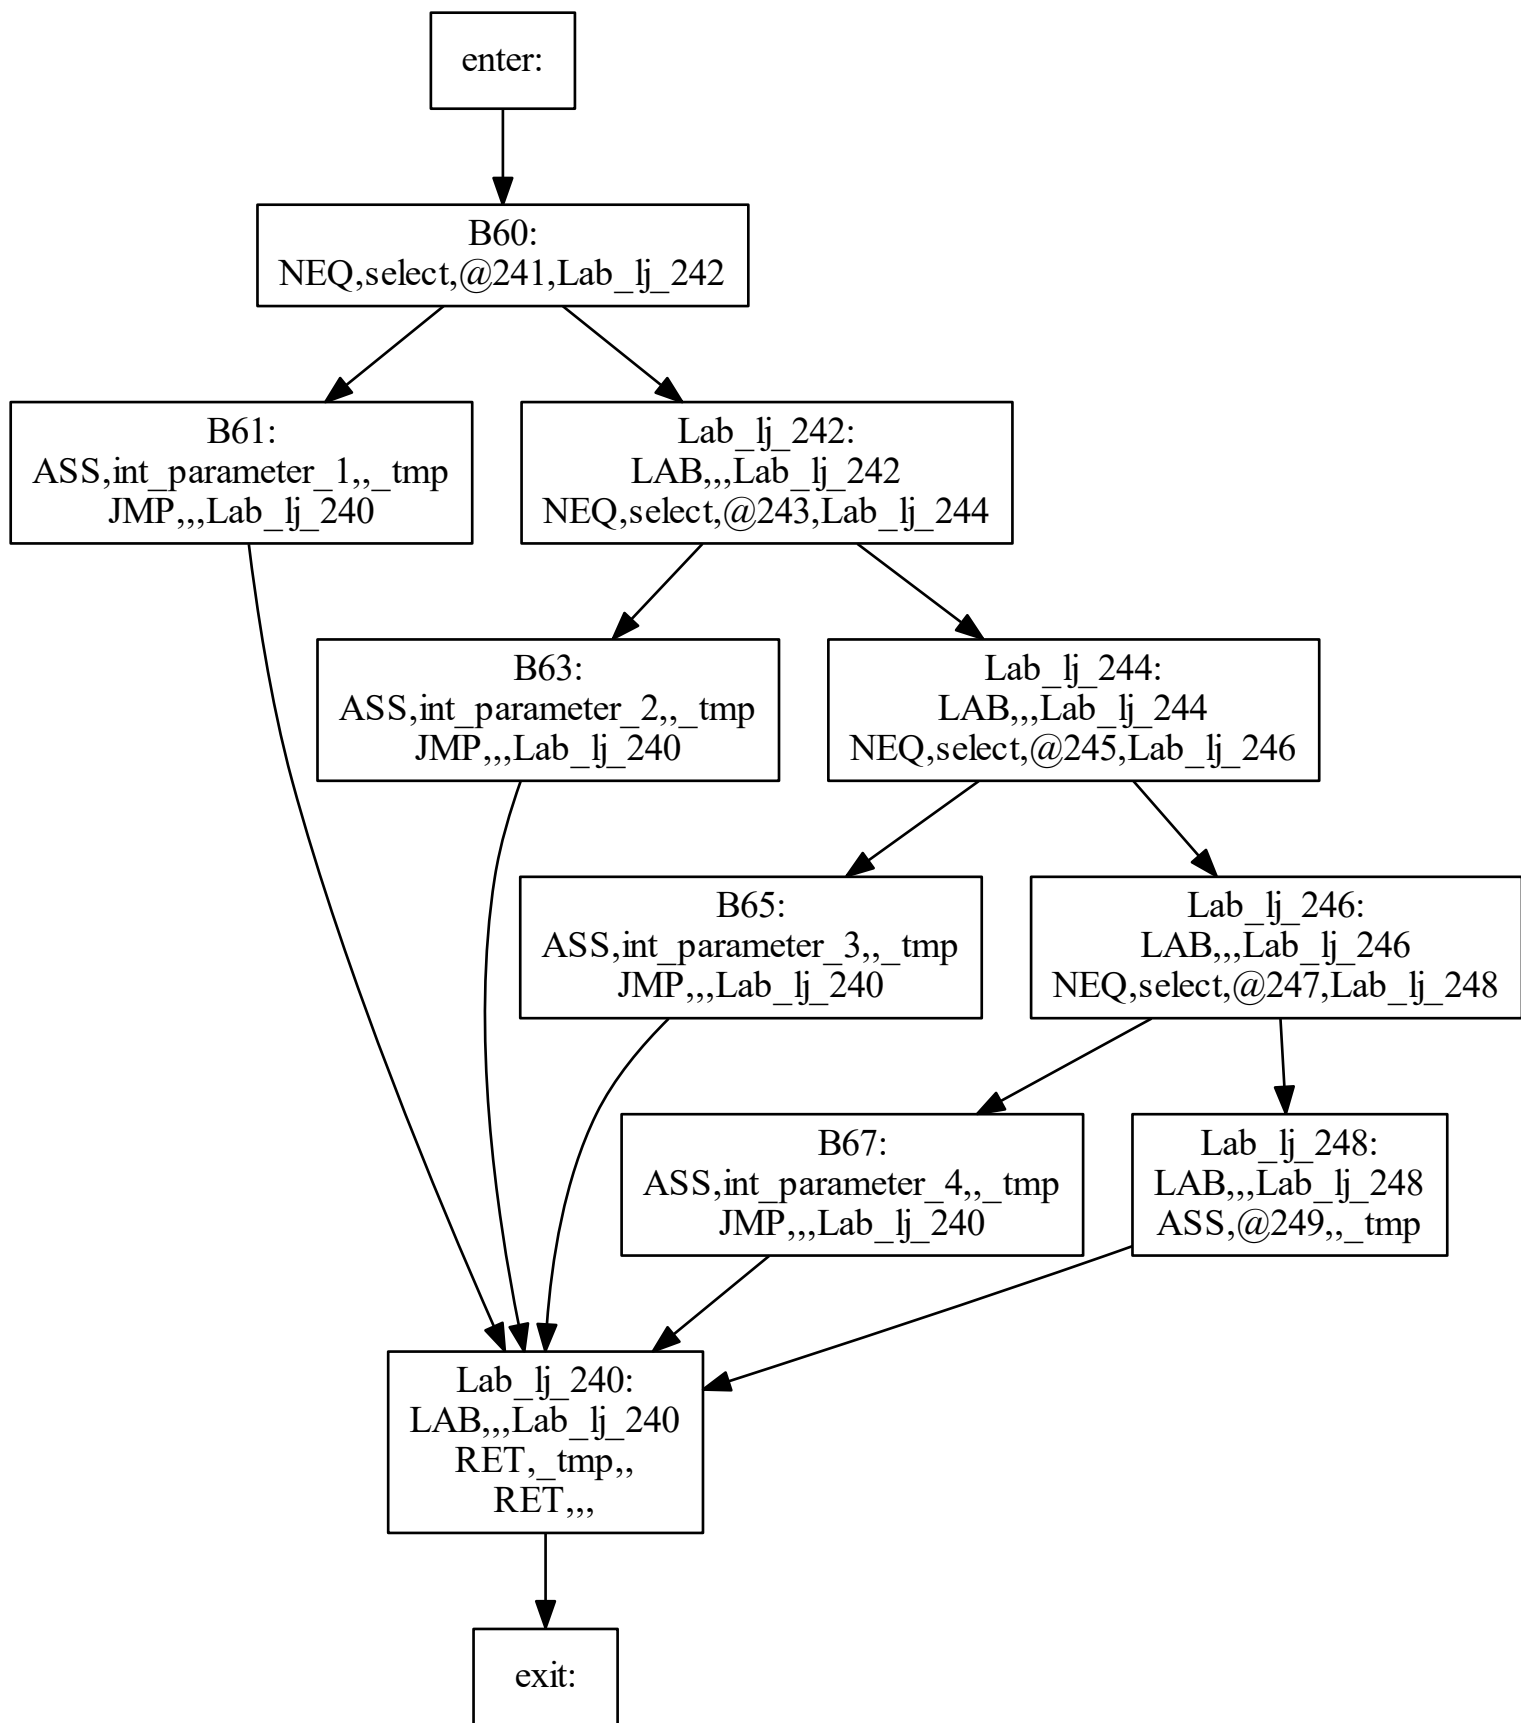 enter:
B60:
NEQ,select,@241,Lab_lj_242
B61:
ASS,int_parameter_1,,_tmp
JMP,,,Lab_lj_240
Lab_lj_242:
LAB,,,Lab_lj_242
NEQ,select,@243,Lab_lj_244
B63:
ASS,int_parameter_2,,_tmp
JMP,,,Lab_lj_240
Lab_lj_244:
LAB,,,Lab_lj_244
NEQ,select,@245,Lab_lj_246
B65:
ASS,int_parameter_3,,_tmp
JMP,,,Lab_lj_240
Lab_lj_246:
LAB,,,Lab_lj_246
NEQ,select,@247,Lab_lj_248
B67:
ASS,int_parameter_4,,_tmp
JMP,,,Lab_lj_240
Lab_lj_248:
LAB,,,Lab_lj_248
ASS,@249,,_tmp
Lab_lj_240:
LAB,,,Lab_lj_240
RET,_tmp,,
RET,,,
exit: